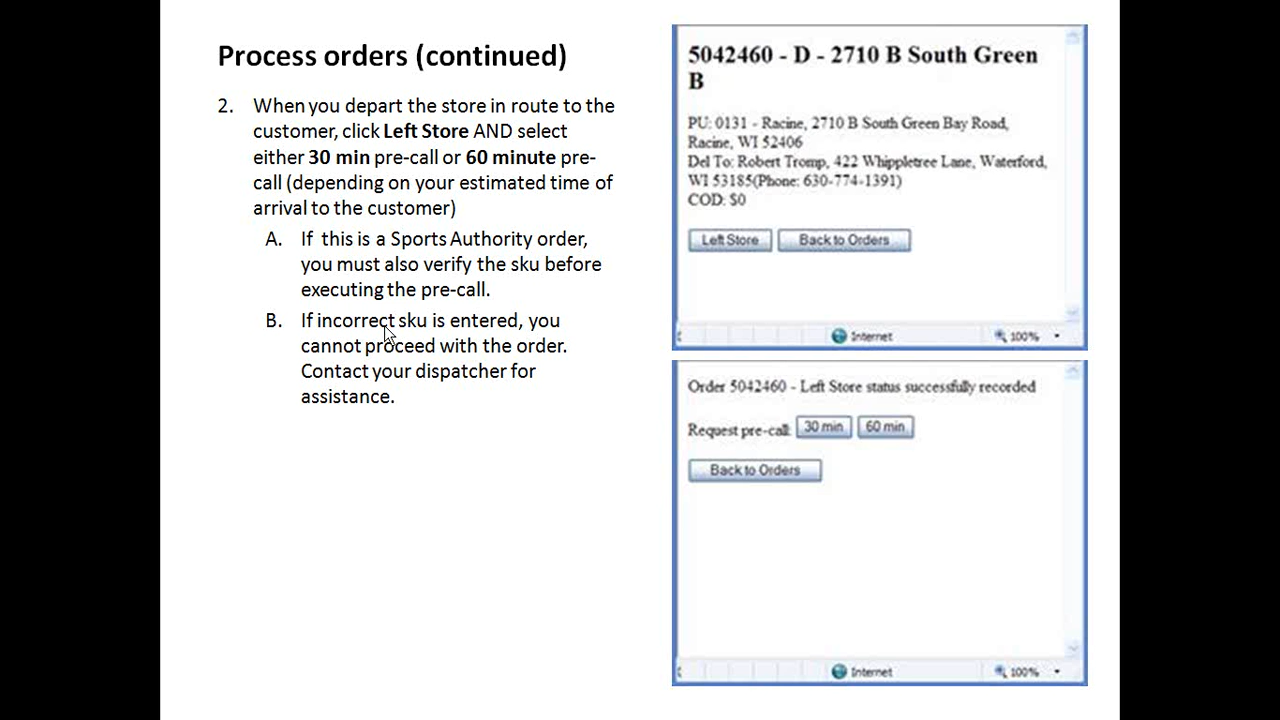 Process orders (continued)
2. When you depart the store in route to the
customer, click Left Store AND select
either 30 min pre-call or 60 minute pre-
call (depending on your estimated time of
arrival to the customer)
A. If this is a Sports Authority order,
you must also verify the sku before
executing the pre-call.
B. If incorrect sku is entered, you
cannot proceed with the order.
Contact your dispatcher for
assistance.
5042460 - D - 2710 B South Green
B
PU: 0131 - Racine, 2710 B South Green Bay Road,
Racine, WI 52406
Del To: Robert Tromp, 422 Whippletree Lane, Waterford,
WI 53185(Phone: 630-774-1391)
COD: $0
Left Store Back to Orders
Internet 100%
Order 5042460 - Left Store status successfully recorded
Request pre-call: 30 min 60 min
Back to Orders
Internet 100%